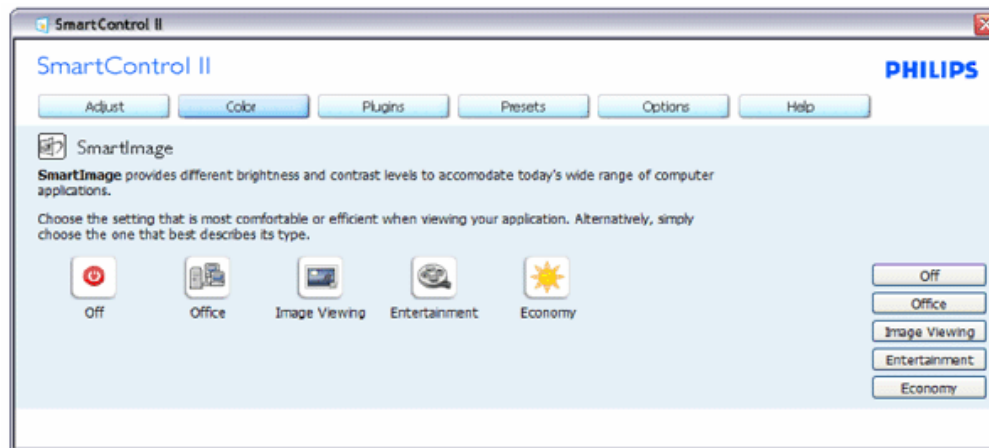 SmartControl II
SmartControl II
PHILIPS
Adjust Color Plugins Presets Options Help
SmartImage
SmartImage provides different brightness and contrast levels to accomodate today's wide range of computer
applications.
Choose the setting that is most comfortable or efficient when viewing your application. Alternatively, simply
choose the one that best describes its type.
Off Office Image Viewing Entertainment Economy
Off
Office
Image Viewing
Entertainment
Economy